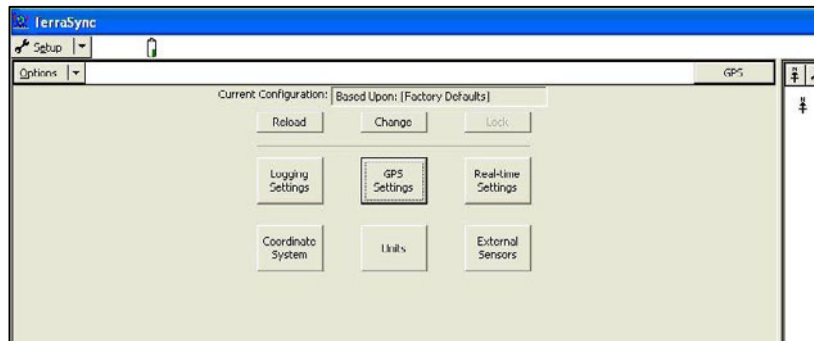 TerraSync
Setup
Options GPS
Current Configuration: Based Upon: [Factory Defaults]
Reload Change Lock
Logging Settings
GPS Settings
Real-time Settings
Coordinate System
Units
External Sensors